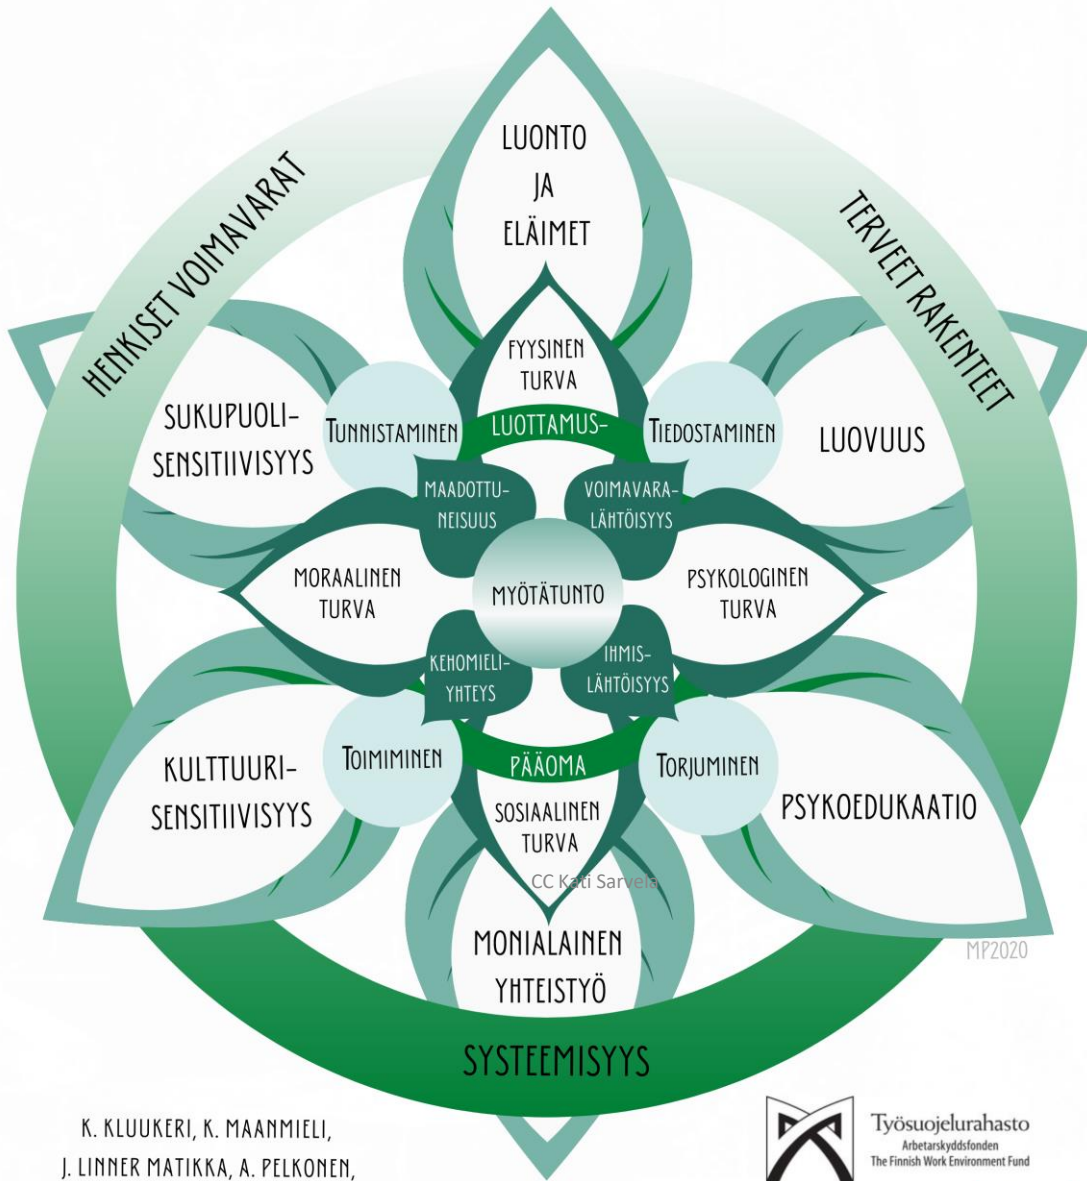 LUONTO
JA
ELÄIMET
HENKISET VOIMAVARAT
TERVEET RAKENTEET
FYYSINEN
TURVA
SUKUPUOLI-
SENSITIIVISYYS
TUNNISTAMINEN
LUOTTAMUS-
TIEDOSTAMINEN
LUOVUUS
MAADOTTU-
NEISUUS
VOIMAVARA-
LÄHTÖISYYS
MORAALINEN
TURVA
MYÖTÄTUNTO
PSYKOLOGINEN
TURVA
KEHOMIELI-
YHTEYS
IHMIS-
LÄHTÖISYYS
KULTTUURI-
SENSITIIVISYYS
TOIMIMINEN
PÄÄOMA
TORJUMINEN
PSYKOEDUKAATIO
SOSIAALINEN
TURVA
CC Kati Sarvela
MONIALAINEN
YHTEISTYÖ
MP2020
SYSTEEMISYYS
K. KLUUKERI, K. MAANMIELI,
J. LINNER MATIKKA, A. PELKONEN,
Työsuojelurahasto
Arbetarskyddsfonden
The Finnish Work Environment Fund